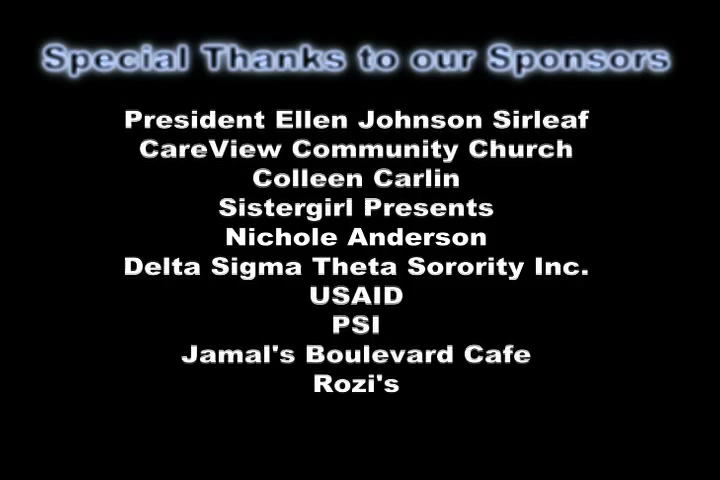 Special Thanks to our Sponsors
President Ellen Johnson Sirleaf
CareView Community Church
Colleen Carlin
Sistergirl Presents
Nichole Anderson
Delta Sigma Theta Sorority Inc.
USAID
PSI
Jamal's Boulevard Cafe
Rozi's